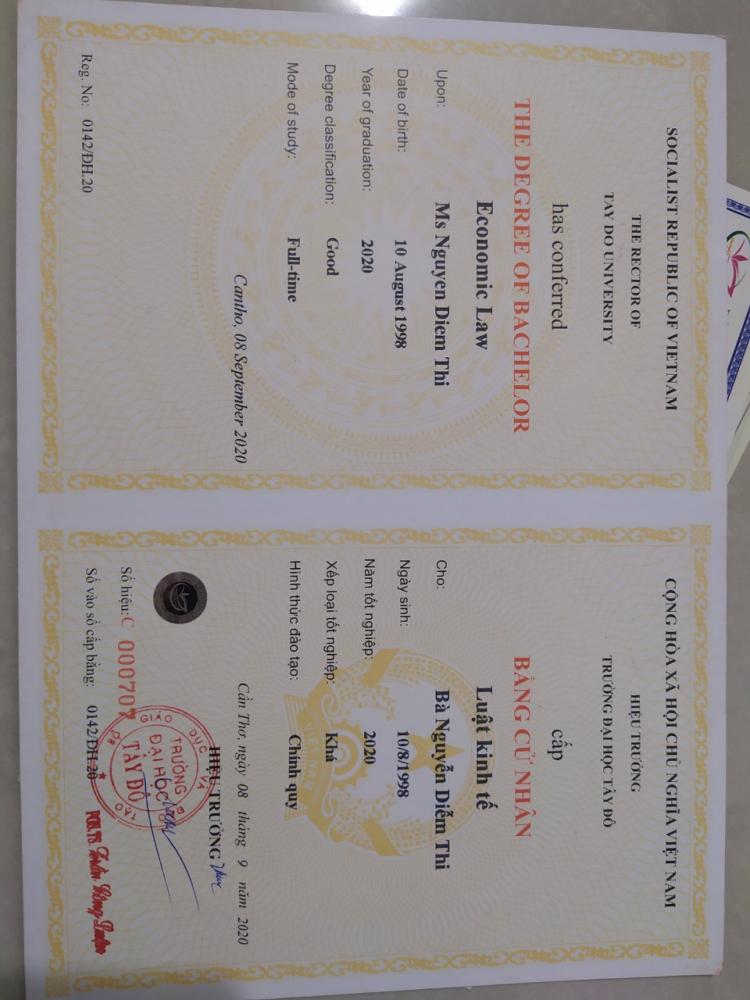 SOCIALIST REPUBLIC OF VIETNAM
THE RECTOR OF
TAY DO UNIVERSITY
has conferred
THE DEGREE OF BACHELOR
Economic Law
Upon: Ms Nguyen Diem Thi
Date of birth: 10 August 1998
Year of graduation: 2020
Degree classification: Good
Mode of study: Full-time
Cantho, 08 September 2020
Reg. No: 0142/ĐH.20
CỘNG HÒA XÃ HỘI CHỦ NGHĨA VIỆT NAM
HIỆU TRƯỞNG
TRƯỜNG ĐẠI HỌC TÂY ĐÔ
cấp
BẰNG CỬ NHÂN
Luật kinh tế
Cho: Bà Nguyễn Diễm Thi
Ngày sinh: 10/8/1998
Năm tốt nghiệp: 2020
Xếp loại tốt nghiệp: Khá
Hình thức đào tạo: Chính quy
Cần Thơ, ngày 08 tháng 9 năm 2020
HIỆU TRƯỞNG
BỘ GIÁO DỤC VÀ ĐÀO TẠO
TRƯỜNG
ĐẠI HỌC
TÂY ĐÔ
Số hiệu: C 000707
Số vào sổ cấp bằng: 0142/ĐH.20
PGS.TS.
VIỆT NAM